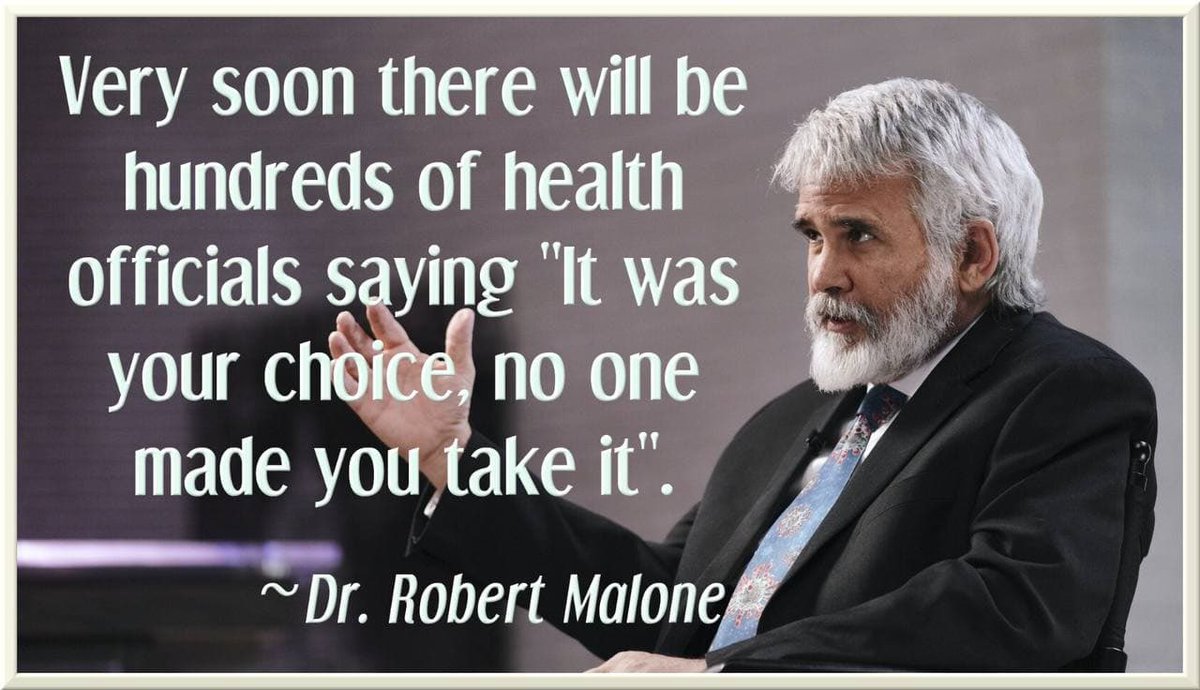 Very soon there will be
hundreds of health
officials saying "It was
your choice, no one
made you take it".
~Dr. Robert Malone